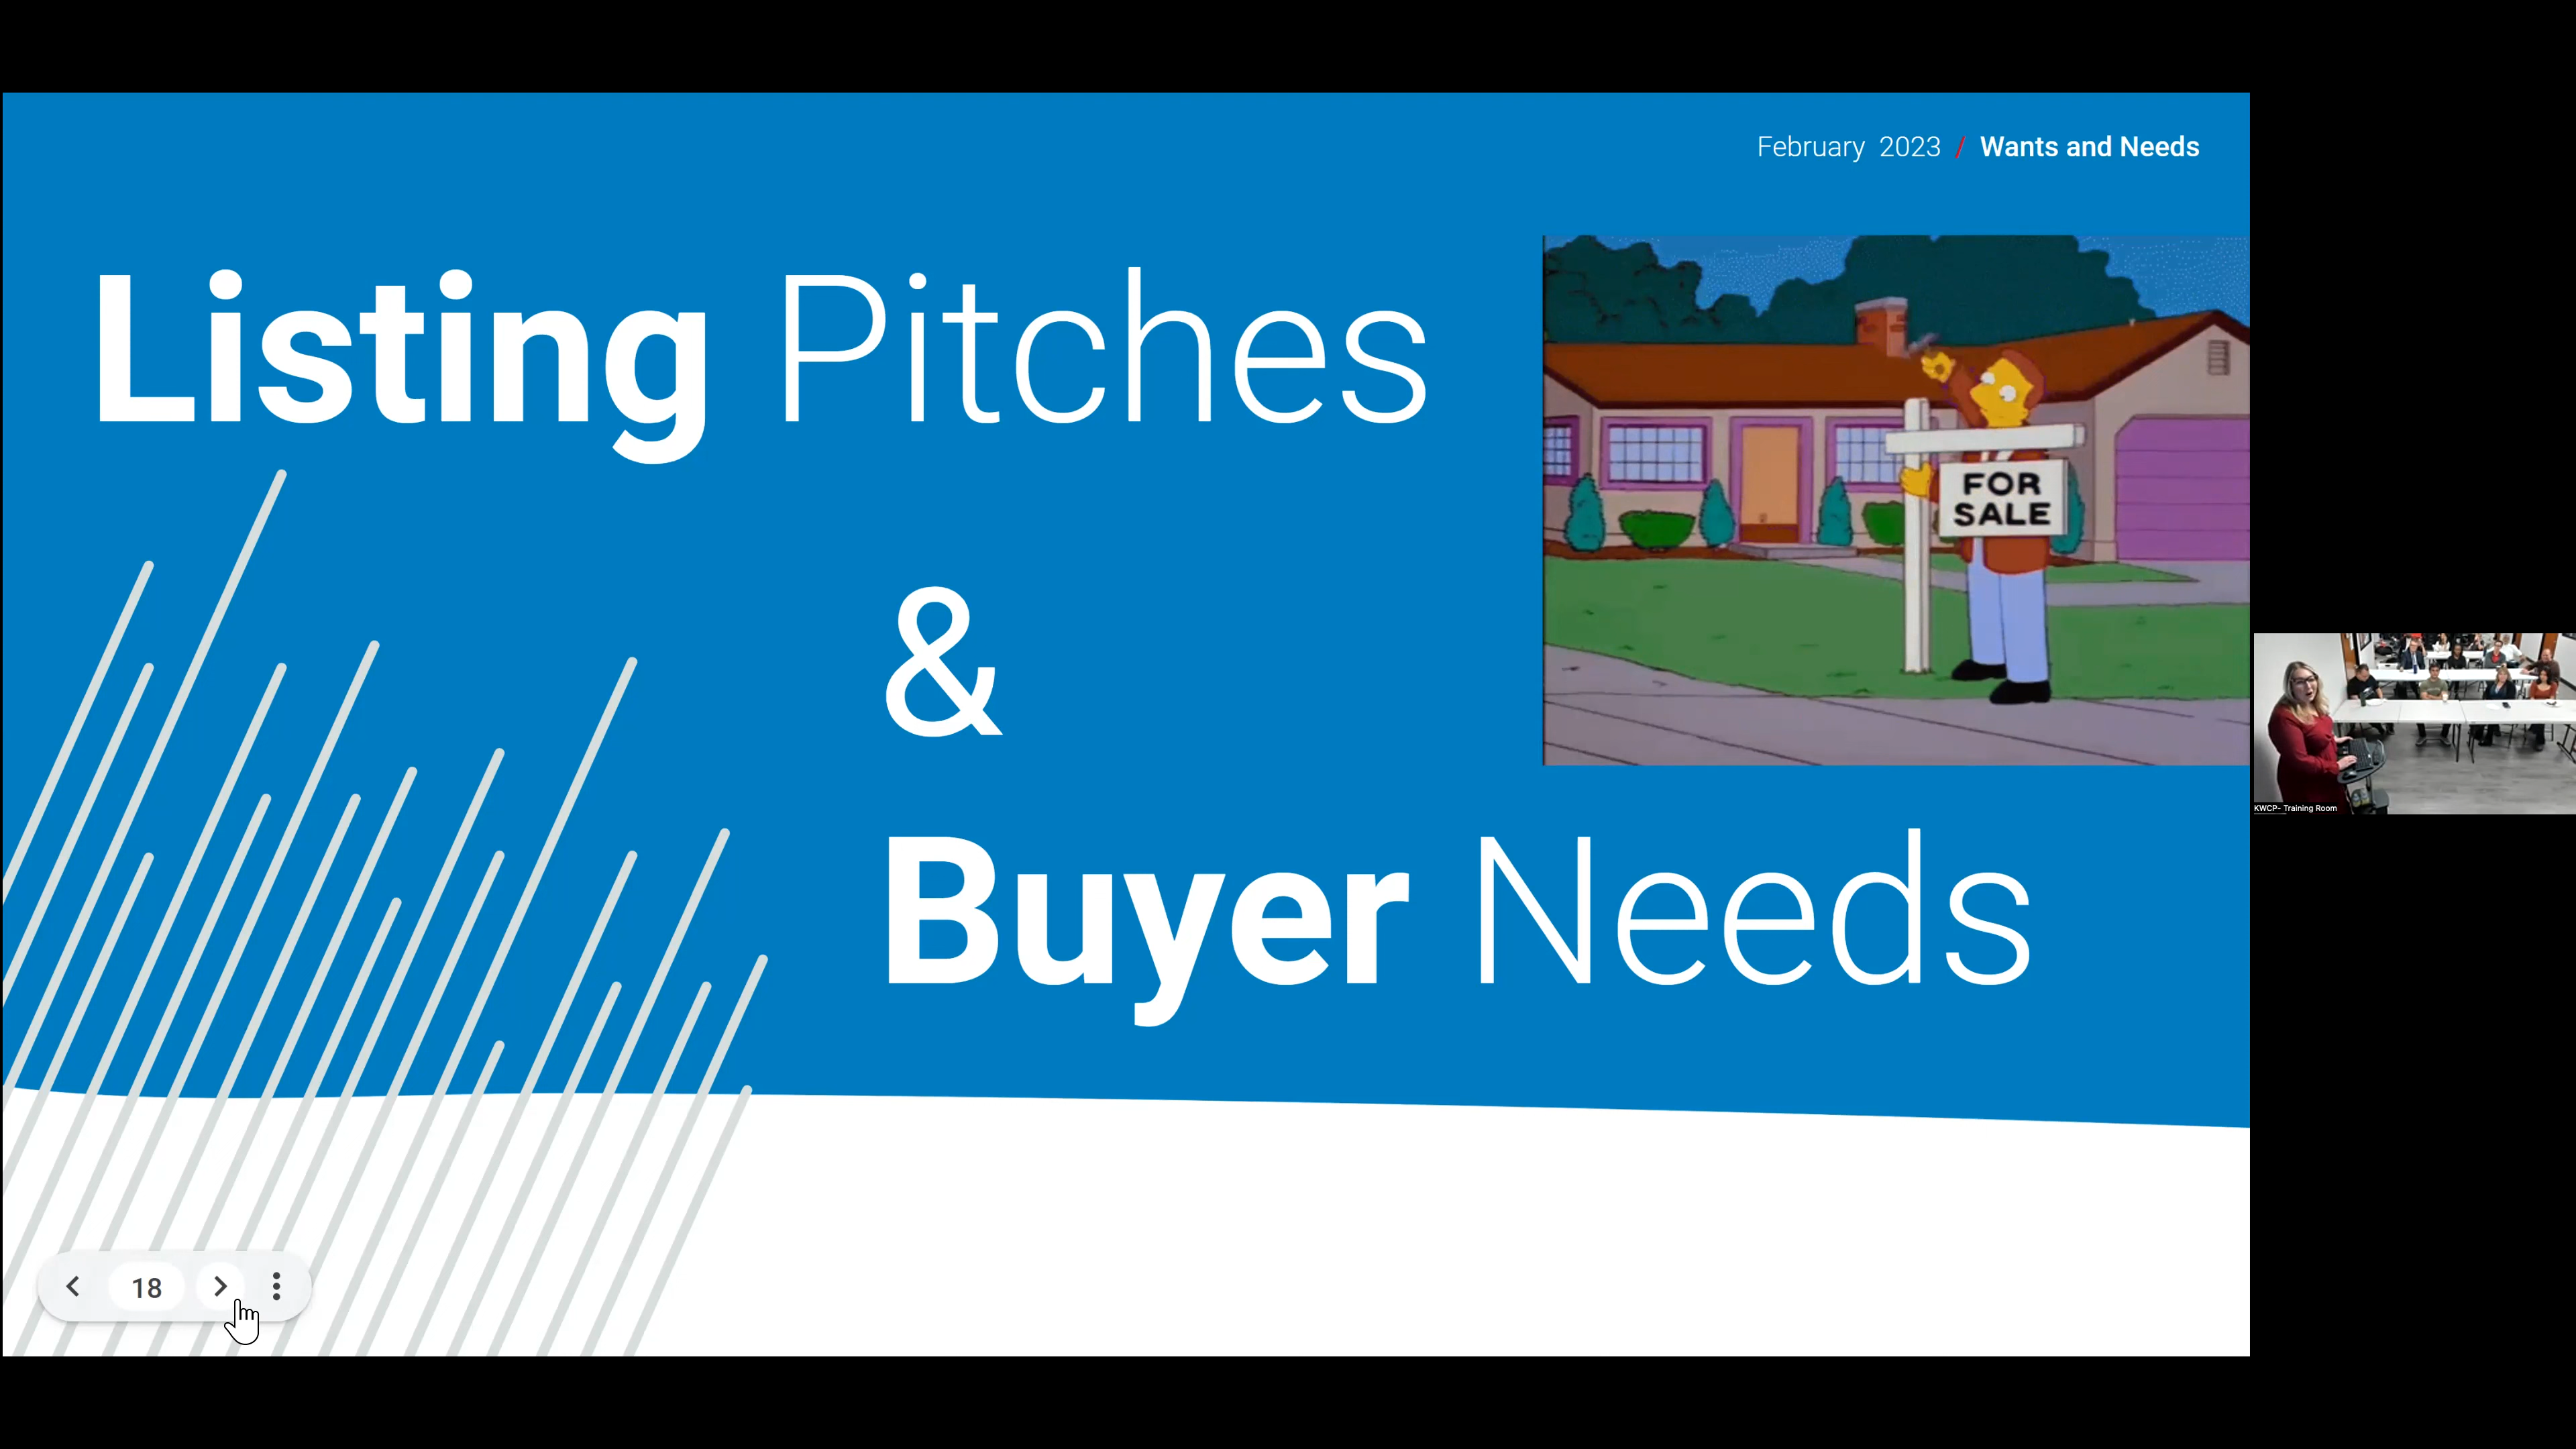 February 2023 / Wants and Needs
Listing Pitches
&
Buyer Needs
FOR
SALE
KWCP- Training Room
18